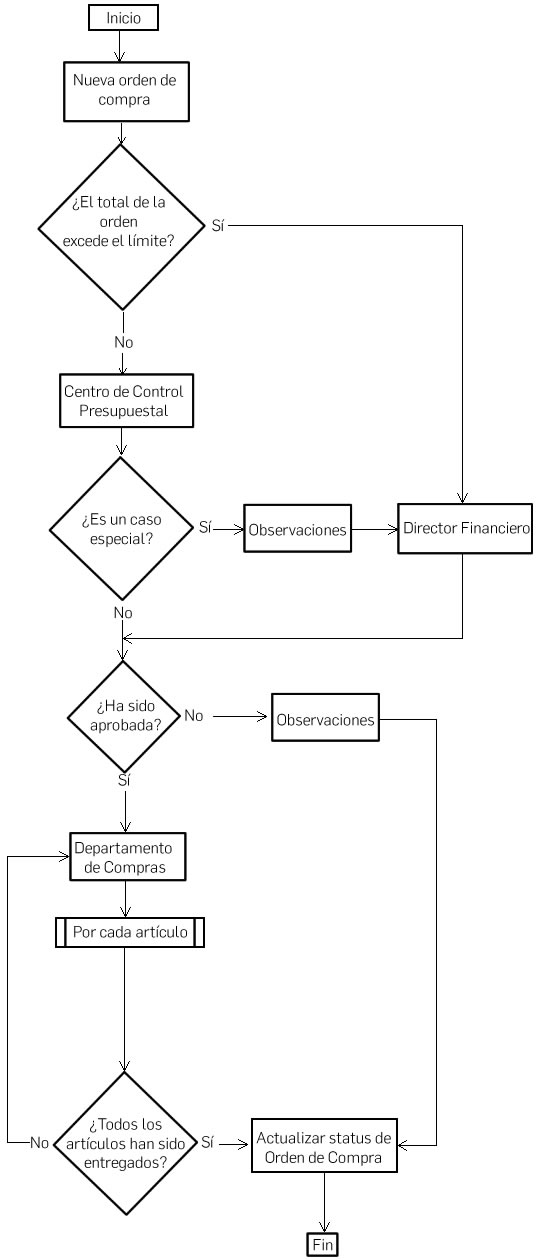 Inicio
Nueva orden de
compra
¿El total de la
orden
excede el límite?
Sí
No
Centro de Control
Presupuestal
¿Es un caso
especial?
Sí
Observaciones
Director Financiero
No
¿Ha sido
aprobada?
No
Observaciones
Sí
Departamento
de Compras
Por cada artículo
¿Todos los
artículos han sido
entregados?
No
Sí
Actualizar status de
Orden de Compra
Fin